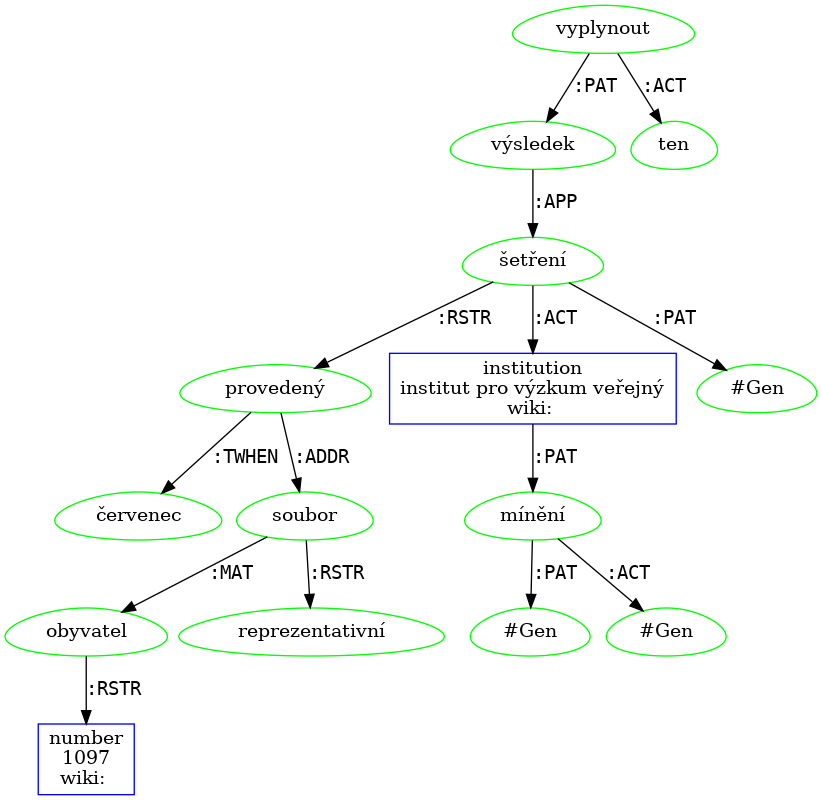 vyplynout
:PAT
:ACT
výsledek
ten
:APP
šetření
:RSTR
:ACT
:PAT
provedený
institution
institut pro výzkum veřejný
wiki:
#Gen
:TWHEN
:ADDR
:PAT
červenec
soubor
mínění
:MAT
:RSTR
:PAT
:ACT
obyvatel
reprezentativní
#Gen
#Gen
:RSTR
number
1097
wiki: